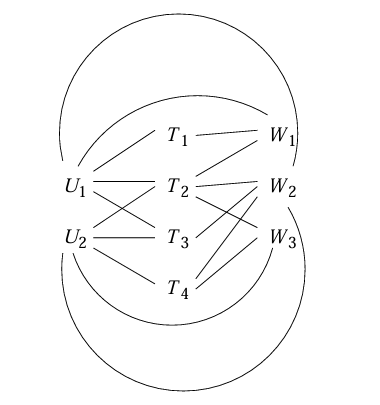 T₁ W₁
U₁ T₂ W₂
U₂ T₃ W₃
T₄